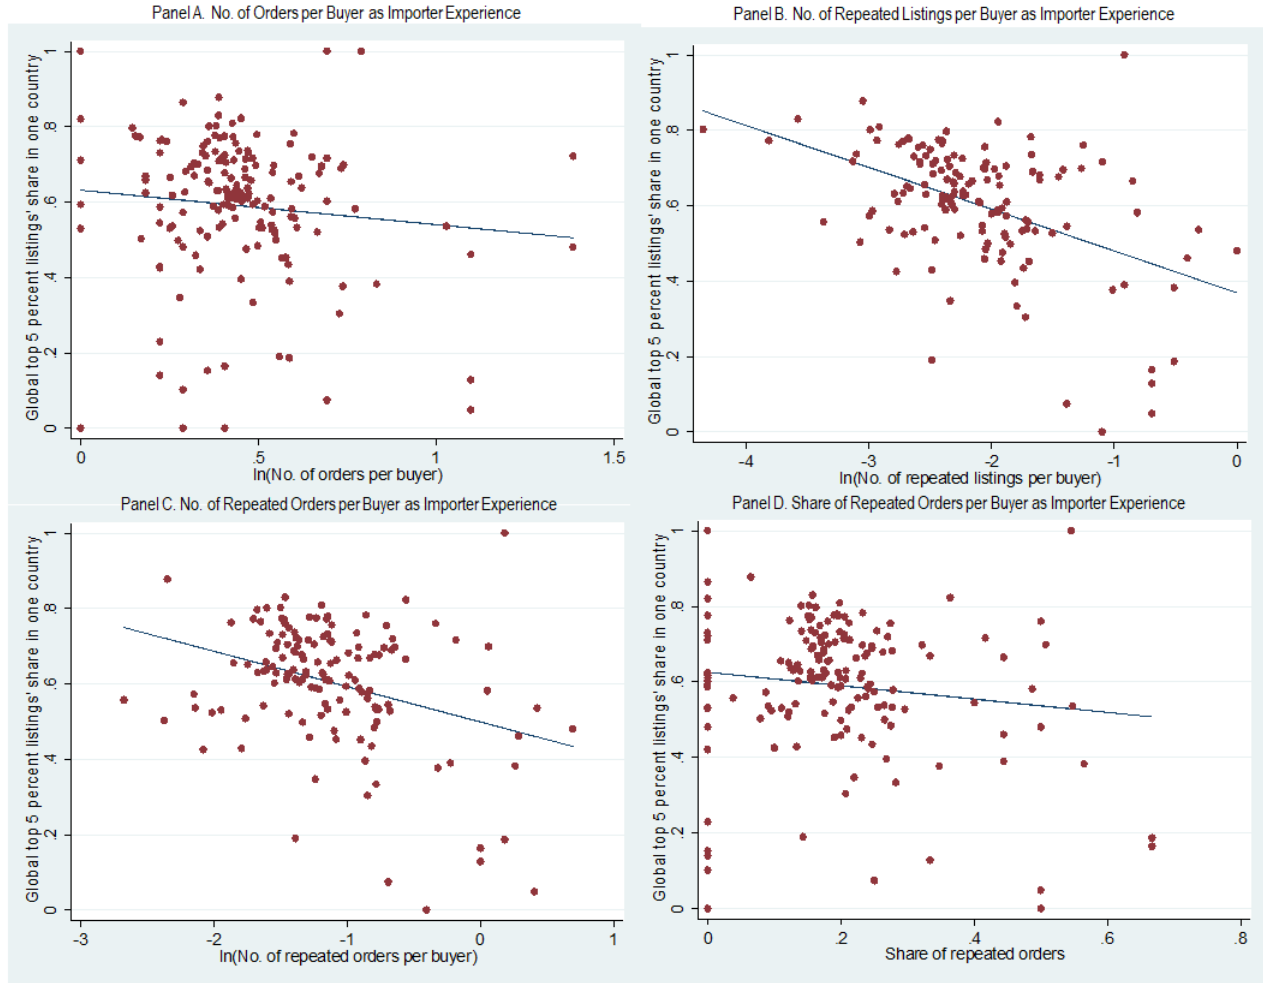 Panel A. No. of Orders per Buyer as Importer Experience
Global top 5 percent listings' share in one country
1
.8
.6
.4
.2
0
0 .5 1 1.5
ln(No. of orders per buyer)
Panel B. No. of Repeated Listings per Buyer as Importer Experience
Global top 5 percent listings' share in one country
1
.8
.6
.4
.2
0
-4 -3 -2 -1 0
ln(No. of repeated listings per buyer)
Panel C. No. of Repeated Orders per Buyer as Importer Experience
Global top 5 percent listings' share in one country
1
.8
.6
.4
.2
0
-3 -2 -1 0 1
ln(No. of repeated orders per buyer)
Panel D. Share of Repeated Orders per Buyer as Importer Experience
Global top 5 percent listings' share in one country
1
.8
.6
.4
.2
0
0 .2 .4 .6 .8
Share of repeated orders